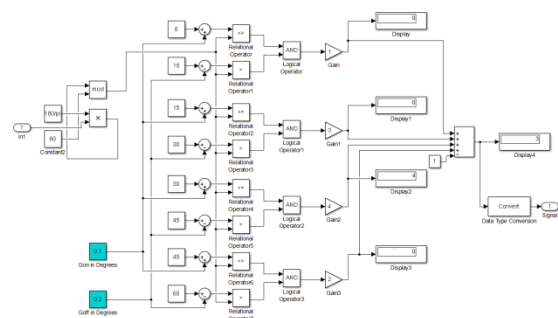 0
<=
Relational
Operator
AND
Logical
Operator
1
Gain
0
Display
15
>
Relational
Operator1
mod
180/pi
60
Constant2
1
In1
15
<=
Relational
Operator2
AND
Logical
Operator1
3
Gain1
0
Display1
30
>
Relational
Operator3
1
3
Display4
30
<=
Relational
Operator4
AND
Logical
Operator2
4
Gain2
4
Display2
45
>
Relational
Operator5
Convert
Data Type Conversion
1
Signal
0.1
Gon in Degrees
45
<=
Relational
Operator6
AND
Logical
Operator3
2
Gain3
0
Display3
0.2
Goff in Degrees
60
>
Relational